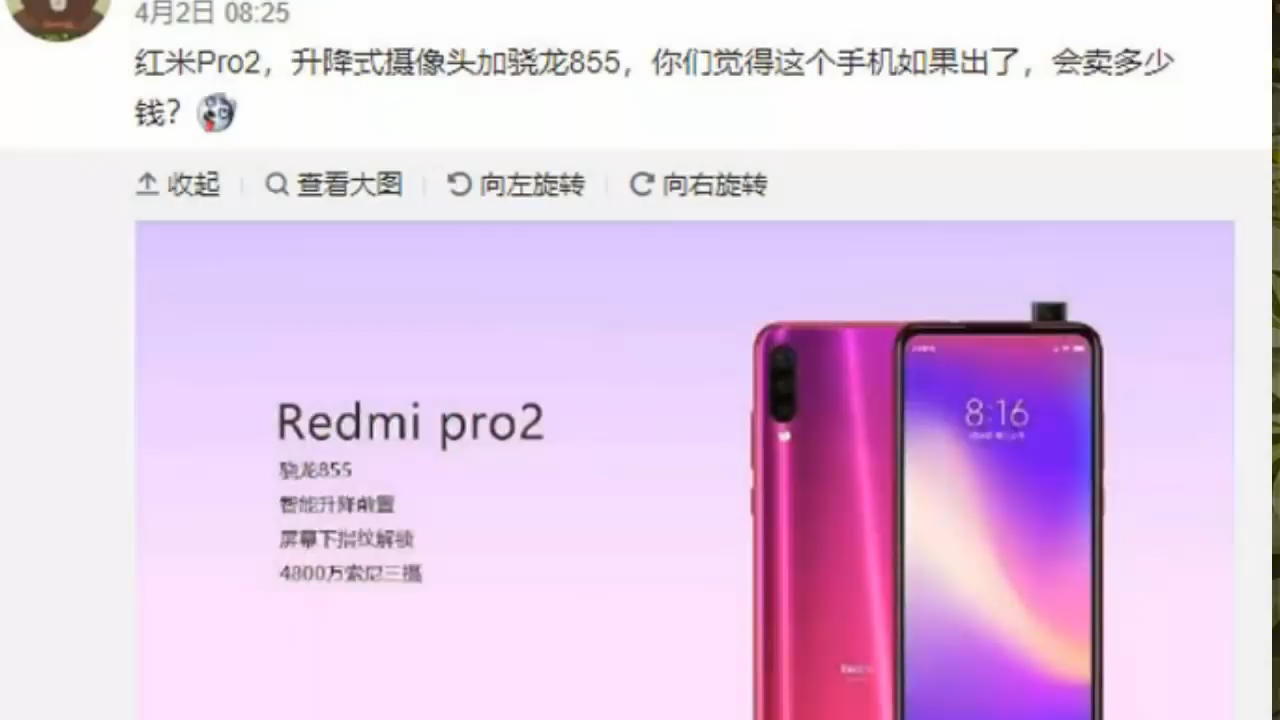 4月2日 08:25
红米Pro2，升降式摄像头加骁龙855，你们觉得这个手机如果出了，会卖多少
钱？
收起 查看大图 向左旋转 向右旋转
Redmi pro2
骁龙855
智能升降前置
屏幕下指纹解锁
4800万索尼三摄
8:16
Redmi